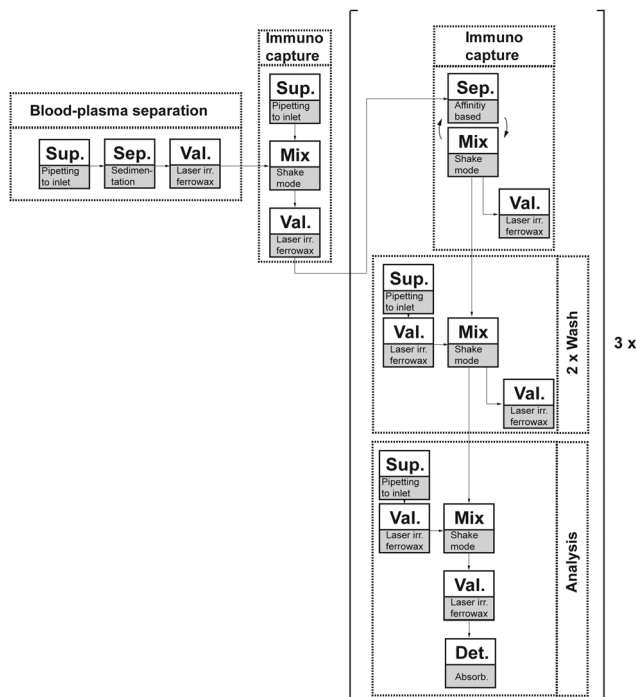 Blood-plasma separation
Sup.
Pipetting
to inlet
Sep.
Sedimen-
tation
Val.
Laser irr.
ferrowax
Immuno
capture
Sup.
Pipetting
to inlet
Mix
Shake
mode
Val.
Laser irr.
ferrowax
Immuno
capture
Sep.
Affinitiy
based
Mix
Shake
mode
Val.
Laser irr.
ferrowax
Sup.
Pipetting
to inlet
Val.
Laser irr.
ferrowax
Mix
Shake
mode
Val.
Laser irr.
ferrowax
2 x Wash
Sup.
Pipetting
to inlet
Val.
Laser irr.
ferrowax
Mix
Shake
mode
Val.
Laser irr.
ferrowax
Det.
Absorb.
Analysis
3 x